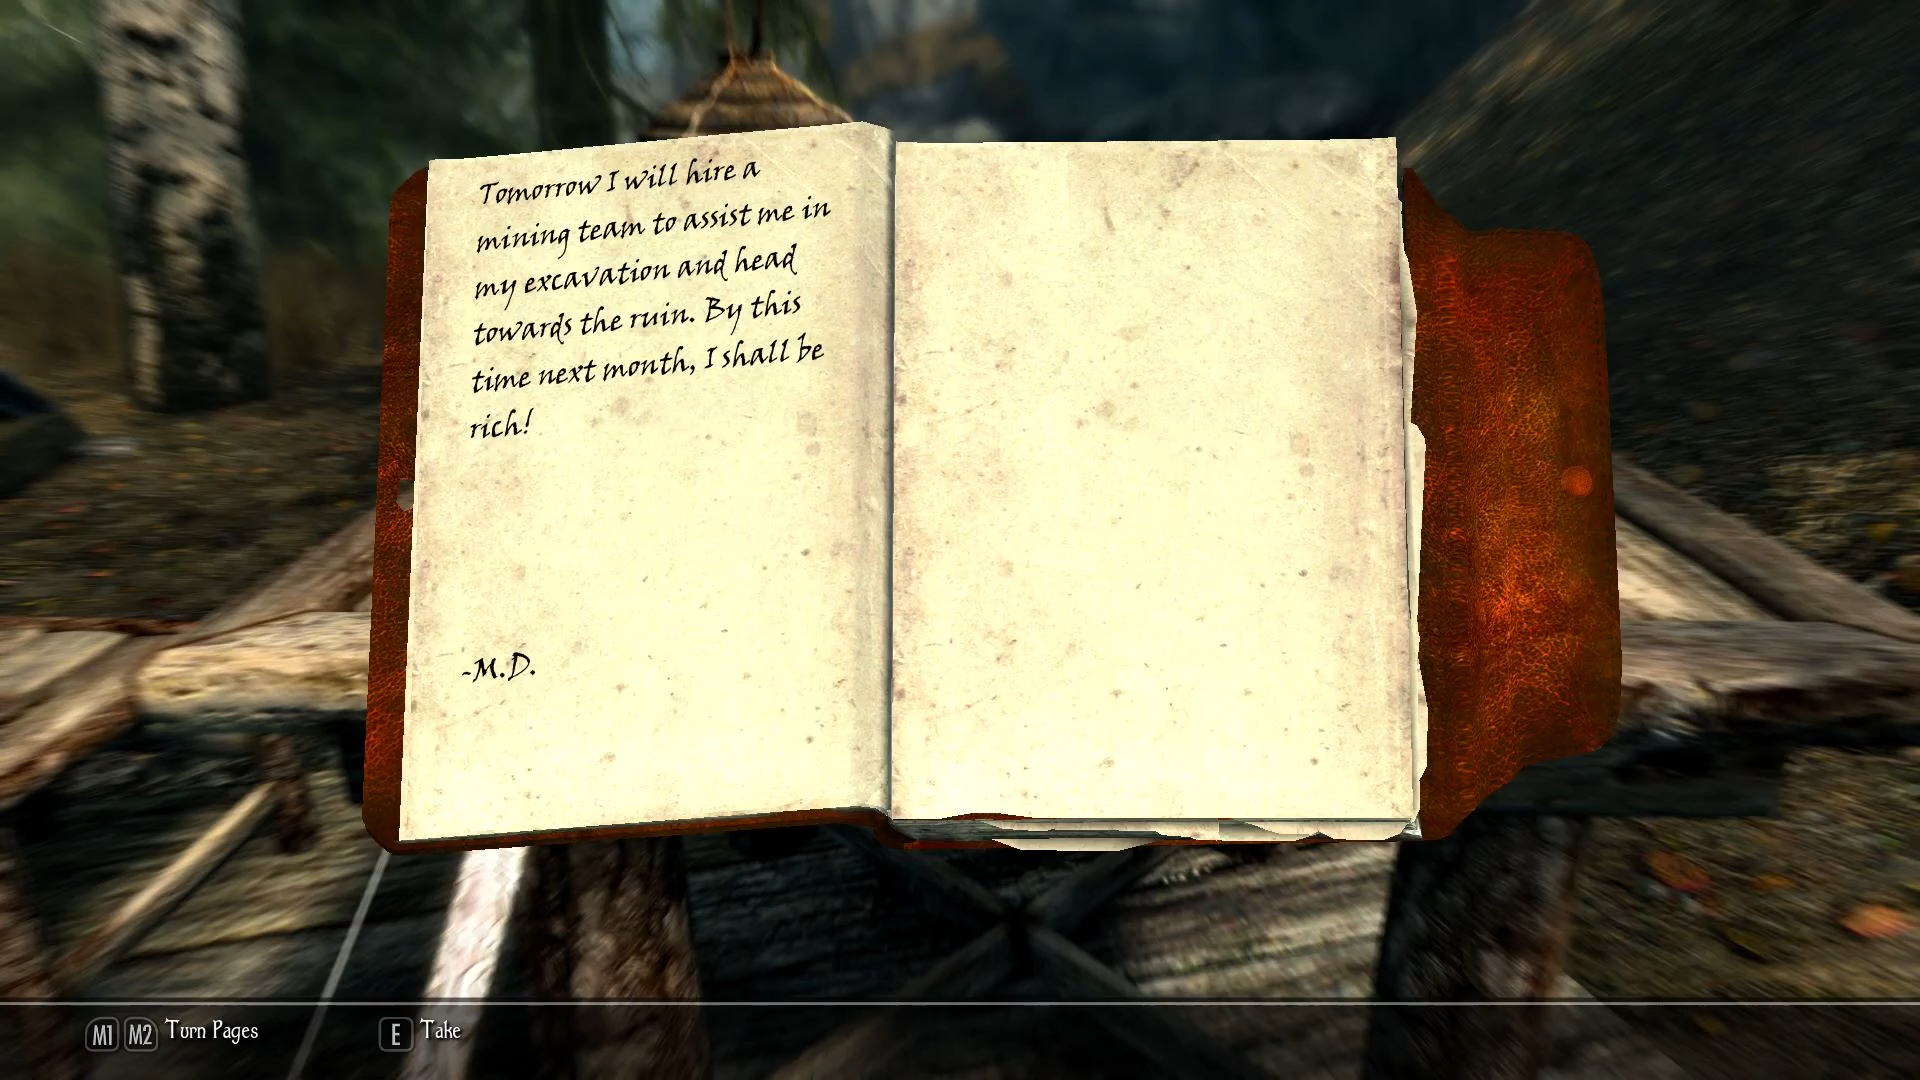 Tomorrow I will hire a
mining team to assist me in
my excavation and head
towards the ruin. By this
time next month, I shall be
rich!
-M.D.
M1 M2 Turn Pages
E Take